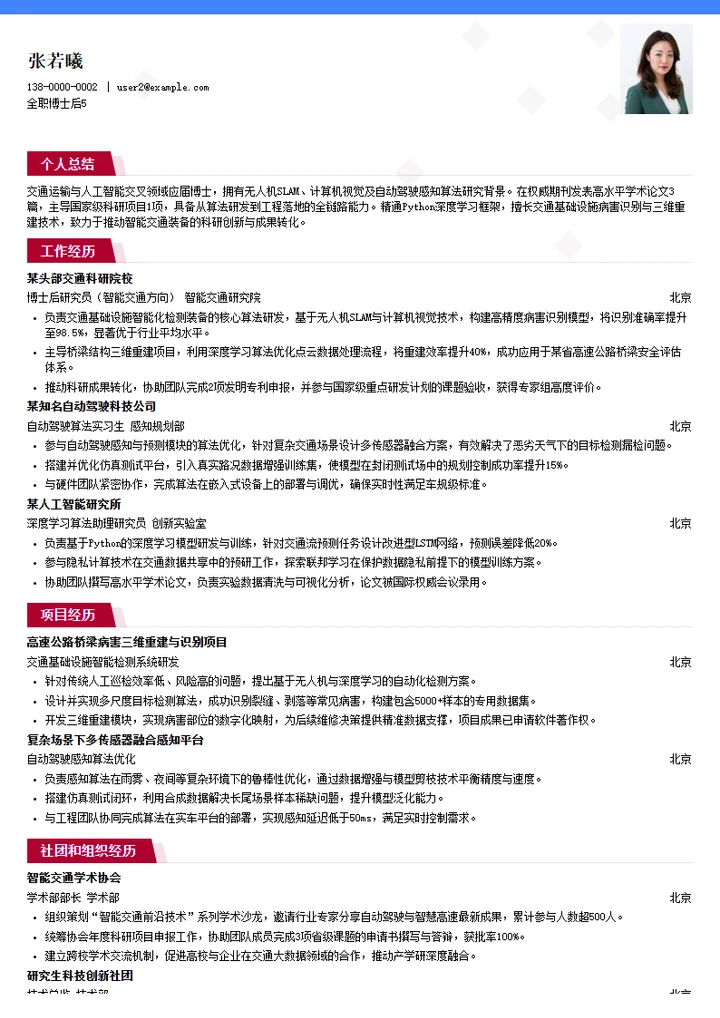 张若曦
138-0000-0002 | user2@example.com
全职博士后5
个人总结
交通运输与人工智能交叉领域应届博士，拥有无人机SLAM、计算机视觉及自动驾驶感知算法研究背景。在权威期刊发表高水平学术论文3
篇，主导国家级科研项目1项，具备从算法研发到工程落地的全链路能力。精通Python深度学习框架，擅长交通基础设施病害识别与三维重
建技术，致力于推动智能交通装备的科研创新与成果转化。
工作经历
某头部交通科研院校
博士后研究员（智能交通方向） 智能交通研究院 北京
• 负责交通基础设施智能化检测装备的核心算法研发，基于无人机SLAM与计算机视觉技术，构建高精度病害识别模型，将识别准确率提升
至98.5%，显著优于行业平均水平。
• 主导桥梁结构三维重建项目，利用深度学习算法优化点云数据处理流程，将重建效率提升40%，成功应用于某省高速公路桥梁安全评估
体系。
• 推动科研成果转化，协助团队完成2项发明专利申报，并参与国家级重点研发计划的课题验收，获得专家组高度评价。
某知名自动驾驶科技公司
自动驾驶算法实习生 感知规划部 北京
• 参与自动驾驶感知与预测模块的算法优化，针对复杂交通场景设计多传感器融合方案，有效解决了恶劣天气下的目标检测漏检问题。
• 搭建并优化仿真测试平台，引入真实路况数据增强训练集，使模型在封闭测试场中的规划控制成功率提升15%。
• 与硬件团队紧密协作，完成算法在嵌入式设备上的部署与调优，确保实时性满足车规级标准。
某人工智能研究所
深度学习算法助理研究员 创新实验室 北京
• 负责基于Python的深度学习模型研发与训练，针对交通流预测任务设计改进型LSTM网络，预测误差降低20%。
• 参与隐私计算技术在交通数据共享中的预研工作，探索联邦学习在保护数据隐私前提下的模型训练方案。
• 协助团队撰写高水平学术论文，负责实验数据清洗与可视化分析，论文被国际权威会议录用。
项目经历
高速公路桥梁病害三维重建与识别项目
交通基础设施智能检测系统研发 北京
• 针对传统人工巡检效率低、风险高的问题，提出基于无人机与深度学习的自动化检测方案。
• 设计并实现多尺度目标检测算法，成功识别裂缝、剥落等常见病害，构建包含5000+样本的专用数据集。
• 开发三维重建模块，实现病害部位的数字化映射，为后续维修决策提供精准数据支撑，项目成果已申请软件著作权。
复杂场景下多传感器融合感知平台
自动驾驶感知算法优化 北京
• 负责感知算法在雨雾、夜间等复杂环境下的鲁棒性优化，通过数据增强与模型剪枝技术平衡精度与速度。
• 搭建仿真测试闭环，利用合成数据解决长尾场景样本稀缺问题，提升模型泛化能力。
• 与工程团队协同完成算法在实车平台的部署，实现感知延迟低于50ms，满足实时控制需求。
社团和组织经历
智能交通学术协会
学术部部长 学术部 北京
• 组织策划“智能交通前沿技术”系列学术沙龙，邀请行业专家分享自动驾驶与智慧高速最新成果，累计参与人数超500人。
• 统筹协会年度科研项目申报工作，协助团队成员完成3项省级课题的申请书撰写与答辩，获批率100%。
• 建立跨校学术交流机制，促进高校与企业在交通大数据领域的合作，推动产学研深度融合。
研究生科技创新社团
技术总监 技术部 北京